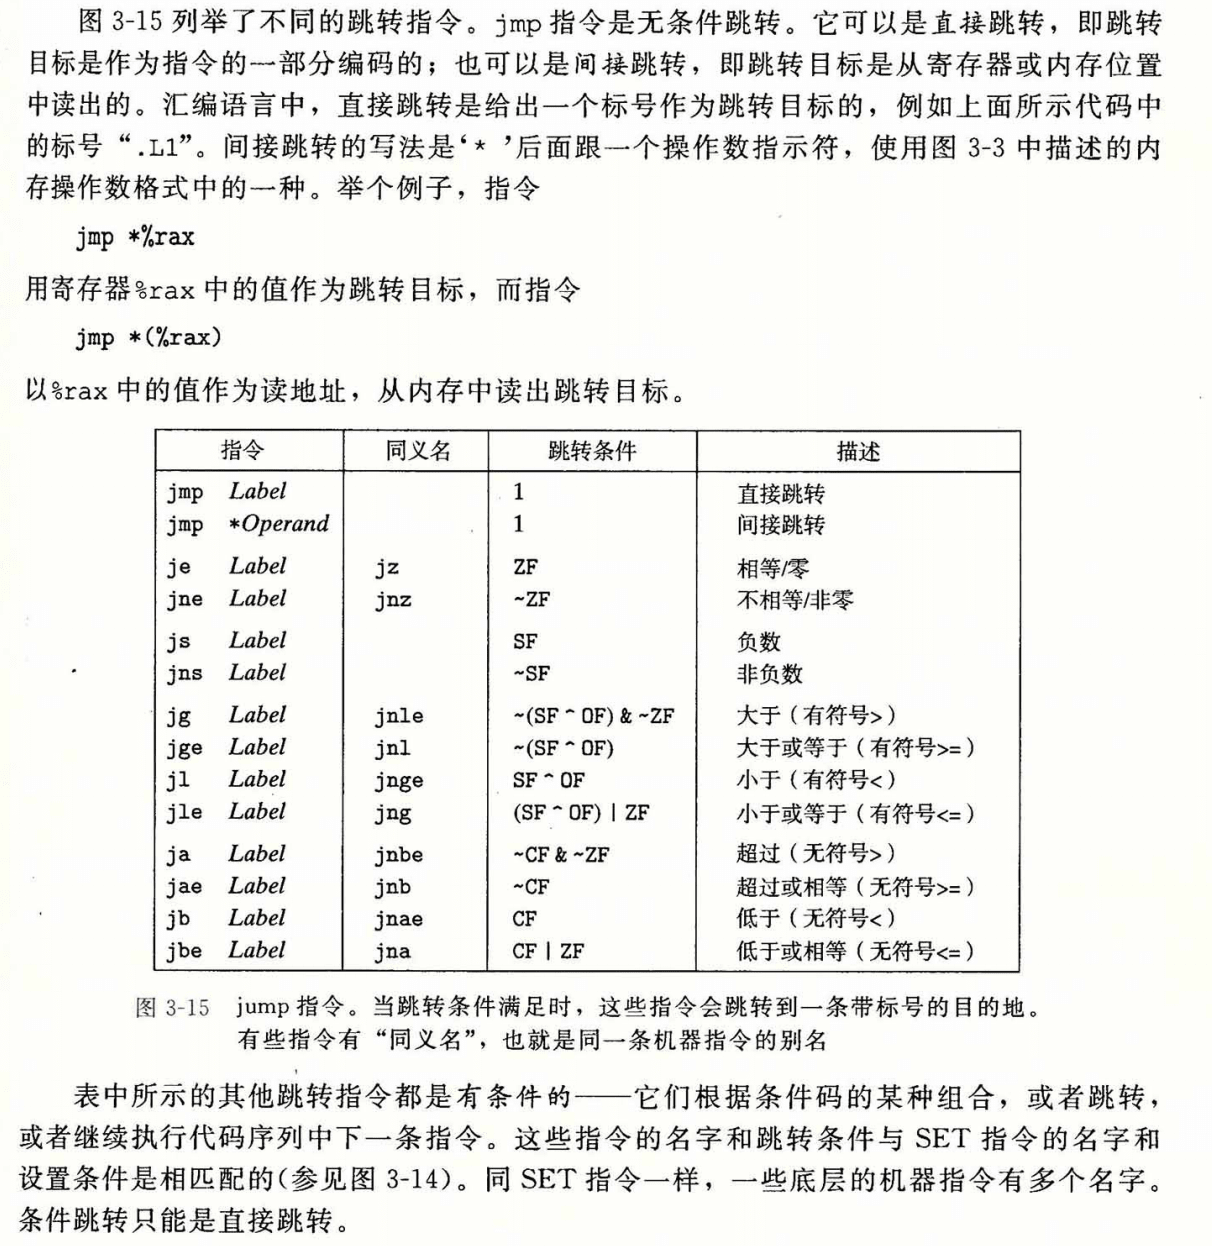 图 3-15 列举了不同的跳转指令。jmp 指令是无条件跳转。它可以是直接跳转，即跳转
目标是作为指令的一部分编码的；也可以是间接跳转，即跳转目标是从寄存器或内存位置
中读出的。汇编语言中，直接跳转是给出一个标号作为跳转目标的，例如上面所示代码中
的标号“.L1”。间接跳转的写法是‘* ’后面跟一个操作数指示符，使用图 3-3 中描述的内
存操作数格式中的一种。举个例子，指令
jmp *%rax
用寄存器%rax 中的值作为跳转目标，而指令
jmp *(%rax)
以%rax 中的值作为读地址，从内存中读出跳转目标。
指令 同义名 跳转条件 描述
jmp Label 1 直接跳转
jmp *Operand 1 间接跳转
je Label jz ZF 相等/零
jne Label jnz ~ZF 不相等/非零
js Label SF 负数
jns Label ~SF 非负数
jg Label jnle ~(SF ^ OF) & ~ZF 大于（有符号>）
jge Label jnl ~(SF ^ OF) 大于或等于（有符号>=）
jl Label jnge SF ^ OF 小于（有符号<）
jle Label jng (SF ^ OF) | ZF 小于或等于（有符号<=）
ja Label jnbe ~CF & ~ZF 超过（无符号>）
jae Label jnb ~CF 超过或相等（无符号>=）
jb Label jnae CF 低于（无符号<）
jbe Label jna CF | ZF 低于或相等（无符号<=）
图 3-15 jump 指令。当跳转条件满足时，这些指令会跳转到一条带标号的目的地。
有些指令有“同义名”，也就是同一条机器指令的别名
表中所示的其他跳转指令都是有条件的——它们根据条件码的某种组合，或者跳转，
或者继续执行代码序列中下一条指令。这些指令的名字和跳转条件与 SET 指令的名字和
设置条件是相匹配的(参见图 3-14)。同 SET 指令一样，一些底层的机器指令有多个名字。
条件跳转只能是直接跳转。